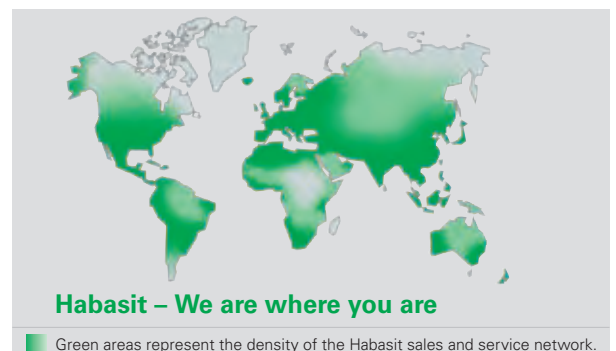 Habasit – We are where you are
Green areas represent the density of the Habasit sales and service network.